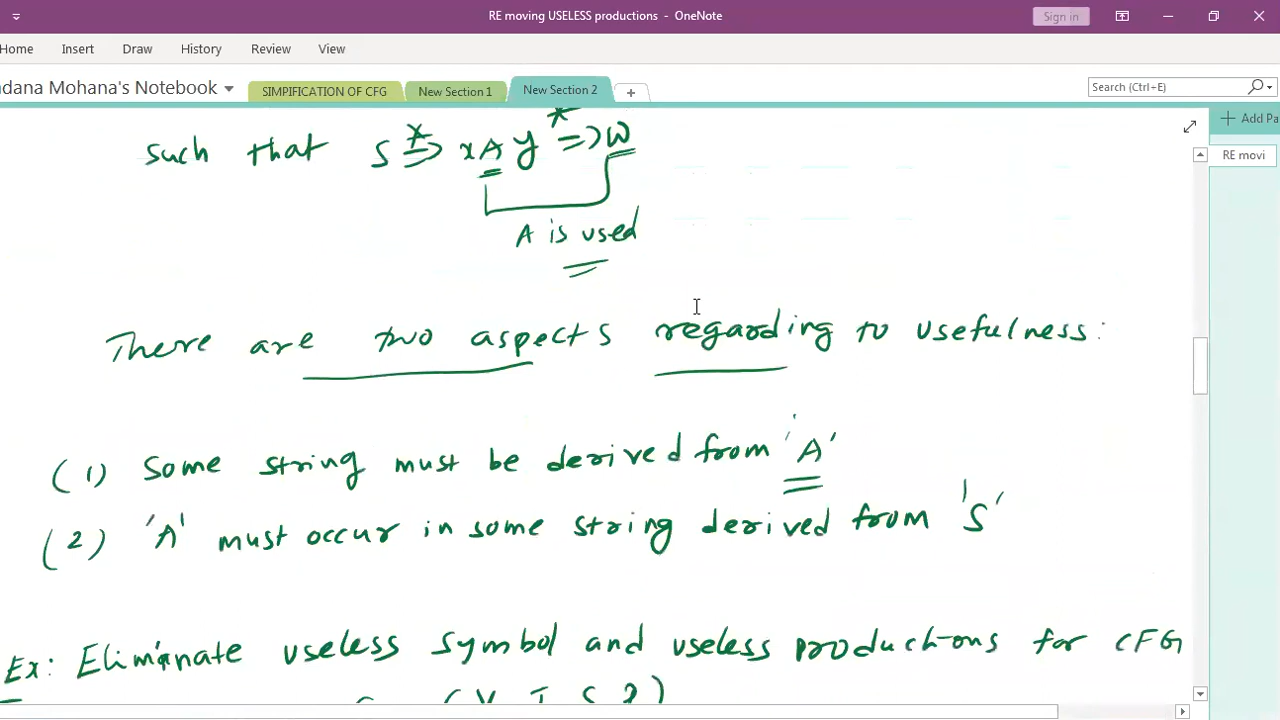 RE moving USELESS productions - OneNote
Sign in
Home Insert Draw History Review View
dana Mohana's Notebook SIMPIFICATION OF CFG New Section 1 New Section 2 + Search (Ctrl+E)
+ Add Pa
RE movi
such that S *⇒ xAy *⇒ w
A is used
There are two aspects regarding to usefulness:
(1) Some string must be derived from 'A'
(2) 'A' must occur in some string derived from 'S'
Ex: Eliminate useless symbol and useless productions for CFG